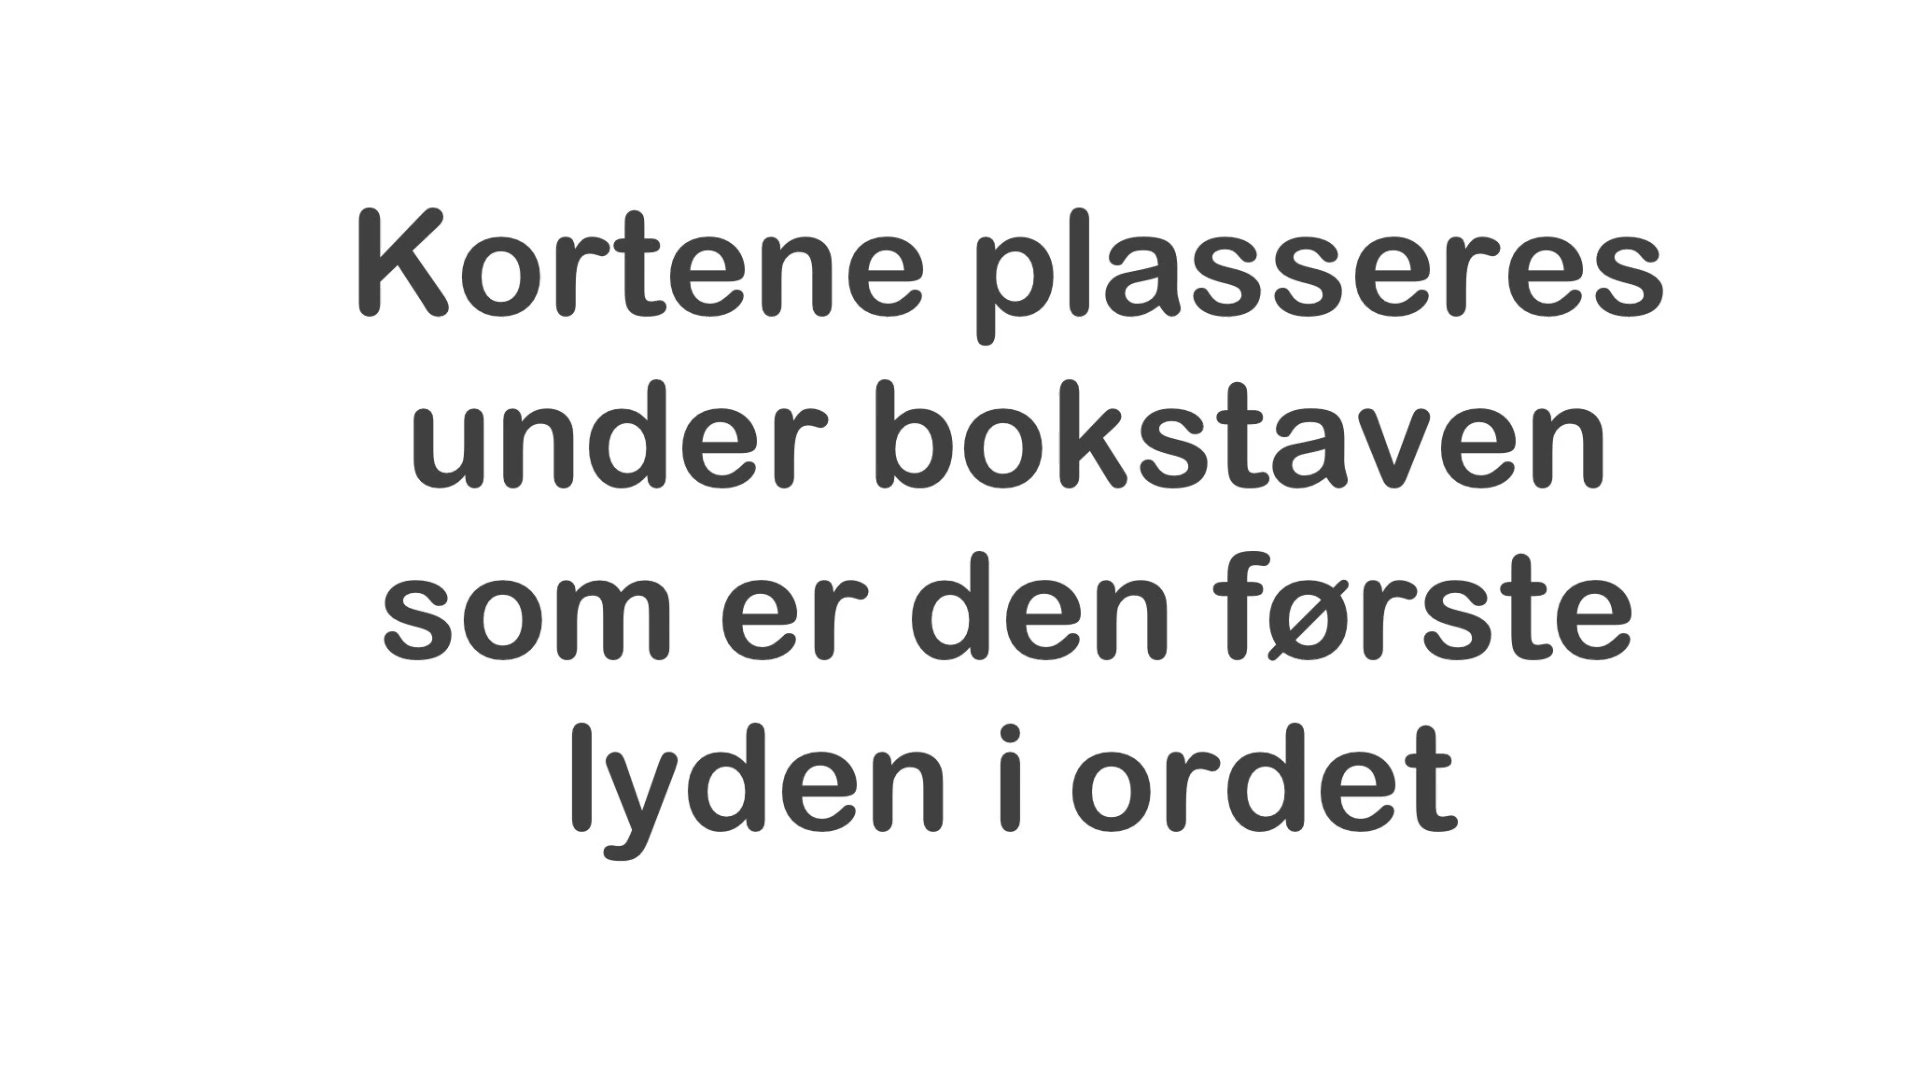 Kortene plasseres
under bokstaven
som er den første
lyden i ordet